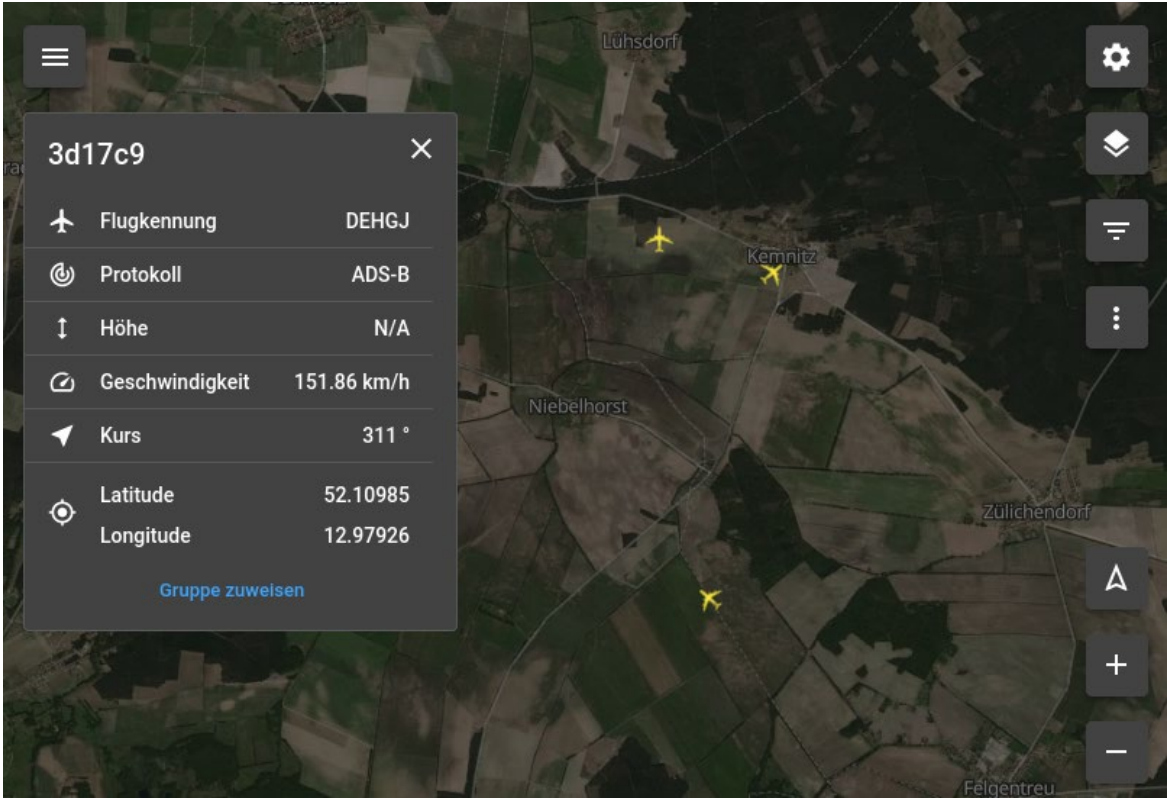 Lühsdorf
3d17c9
Flugkennung DEHGJ
Protokoll ADS-B
Höhe N/A
Geschwindigkeit 151.86 km/h
Kurs 311 °
Latitude 52.10985
Longitude 12.97926
Gruppe zuweisen
Kemnitz
Niebelhorst
Zülichendorf
Felgentreu